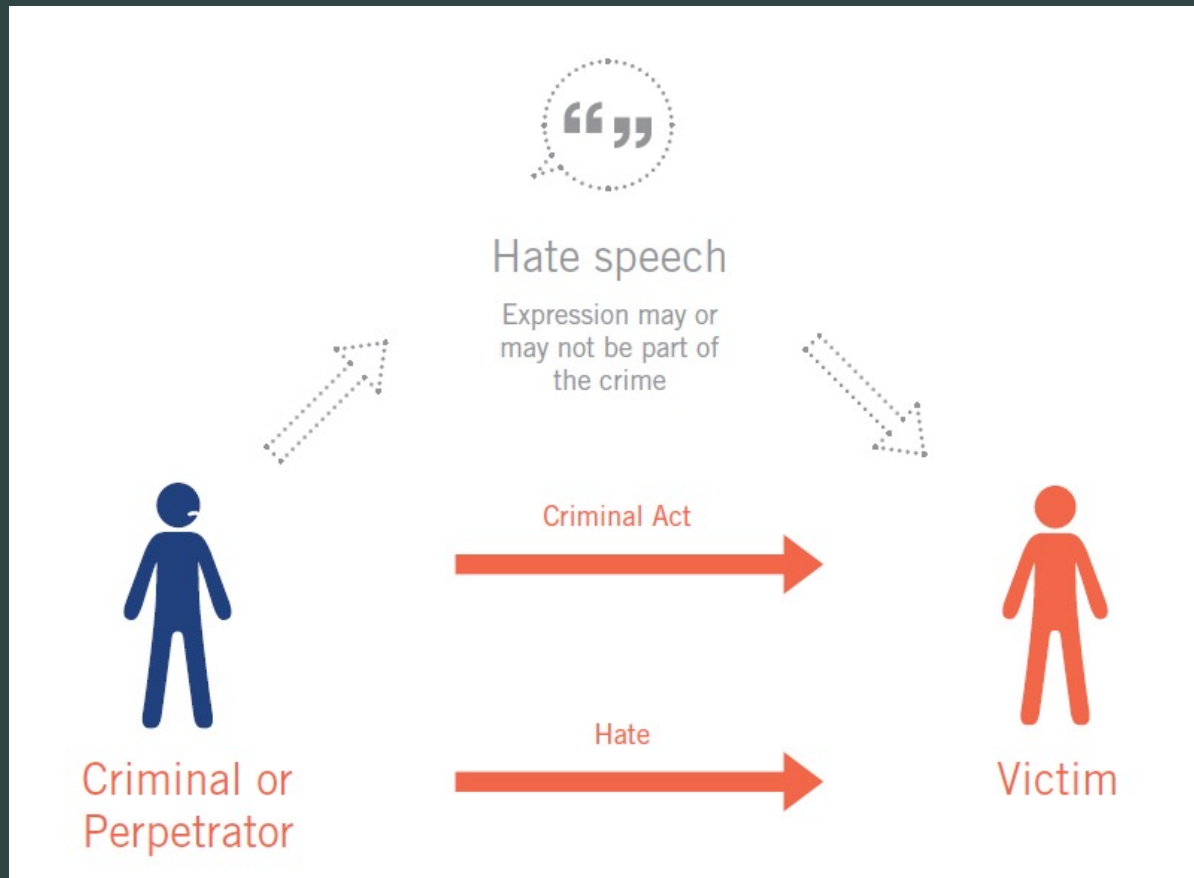 “ ”
Hate speech
Expression may or
may not be part of
the crime
Criminal Act
Hate
Criminal or
Perpetrator
Victim